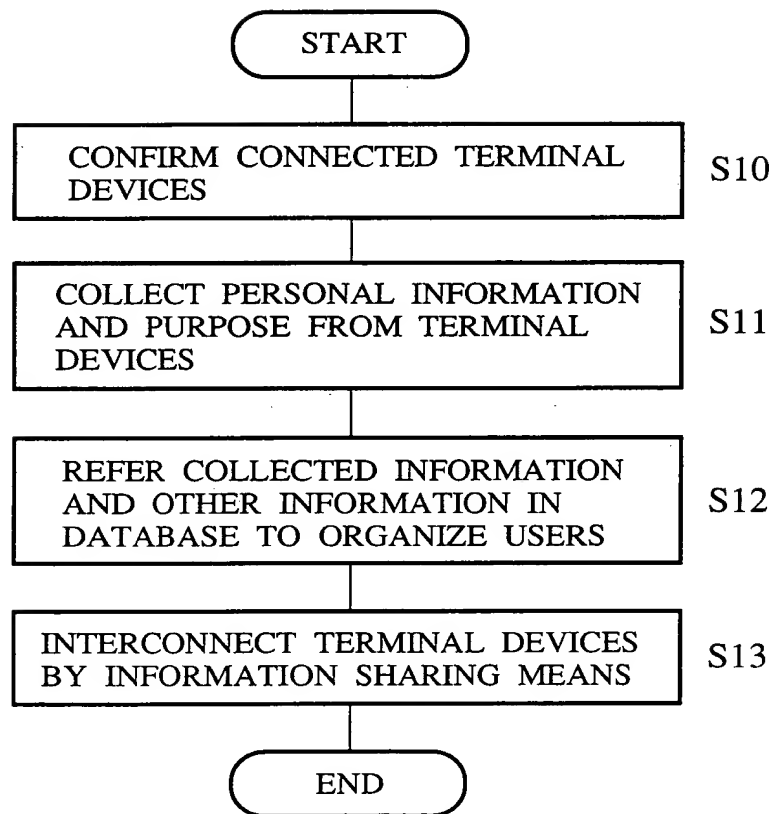 START
CONFIRM CONNECTED TERMINAL
DEVICES
S10
COLLECT PERSONAL INFORMATION
AND PURPOSE FROM TERMINAL
DEVICES
S11
REFER COLLECTED INFORMATION
AND OTHER INFORMATION IN
DATABASE TO ORGANIZE USERS
S12
INTERCONNECT TERMINAL DEVICES
BY INFORMATION SHARING MEANS
S13
END